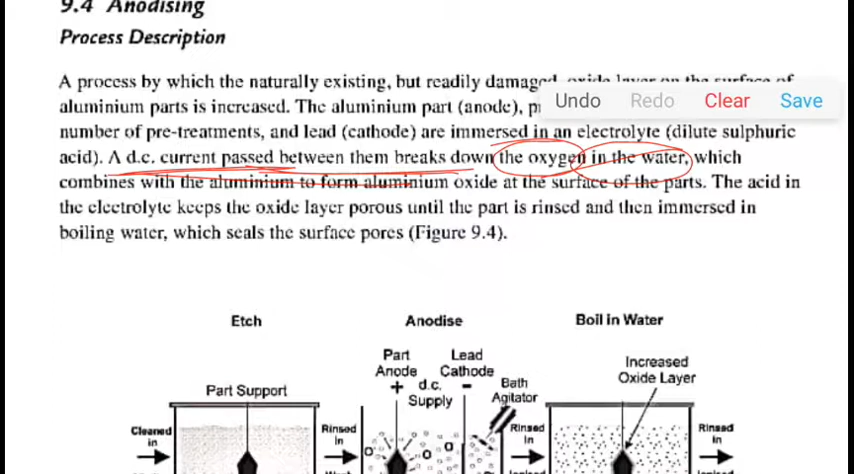 9.4 Anodising
Process Description
A process by which the naturally existing, but readily damaged, oxide layer on the surface of
aluminium parts is increased. The aluminium part (anode),
Undo Redo Clear Save
number of pre-treatments, and lead (cathode) are immersed in an electrolyte (dilute sulphuric
acid). A d.c. current passed between them breaks down the oxygen in the water, which
combines with the aluminium to form aluminium oxide at the surface of the parts. The acid in
the electrolyte keeps the oxide layer porous until the part is rinsed and then immersed in
boiling water, which seals the surface pores (Figure 9.4).
Etch Anodise Boil in Water
Part Lead
Anode Cathode
Increased
Oxide Layer
+ d.c. -
Supply
Bath
Agitator
Part Support
Cleaned
in
Rinsed
In
Rinsed
In
Rinsed
in
O
O
O